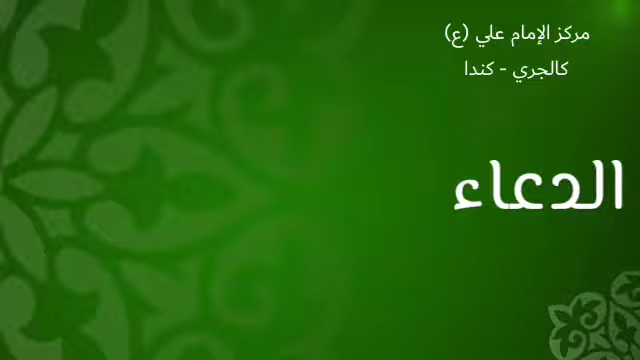 مركز الإمام علي (ع)
كالجري - كندا
الدعاء